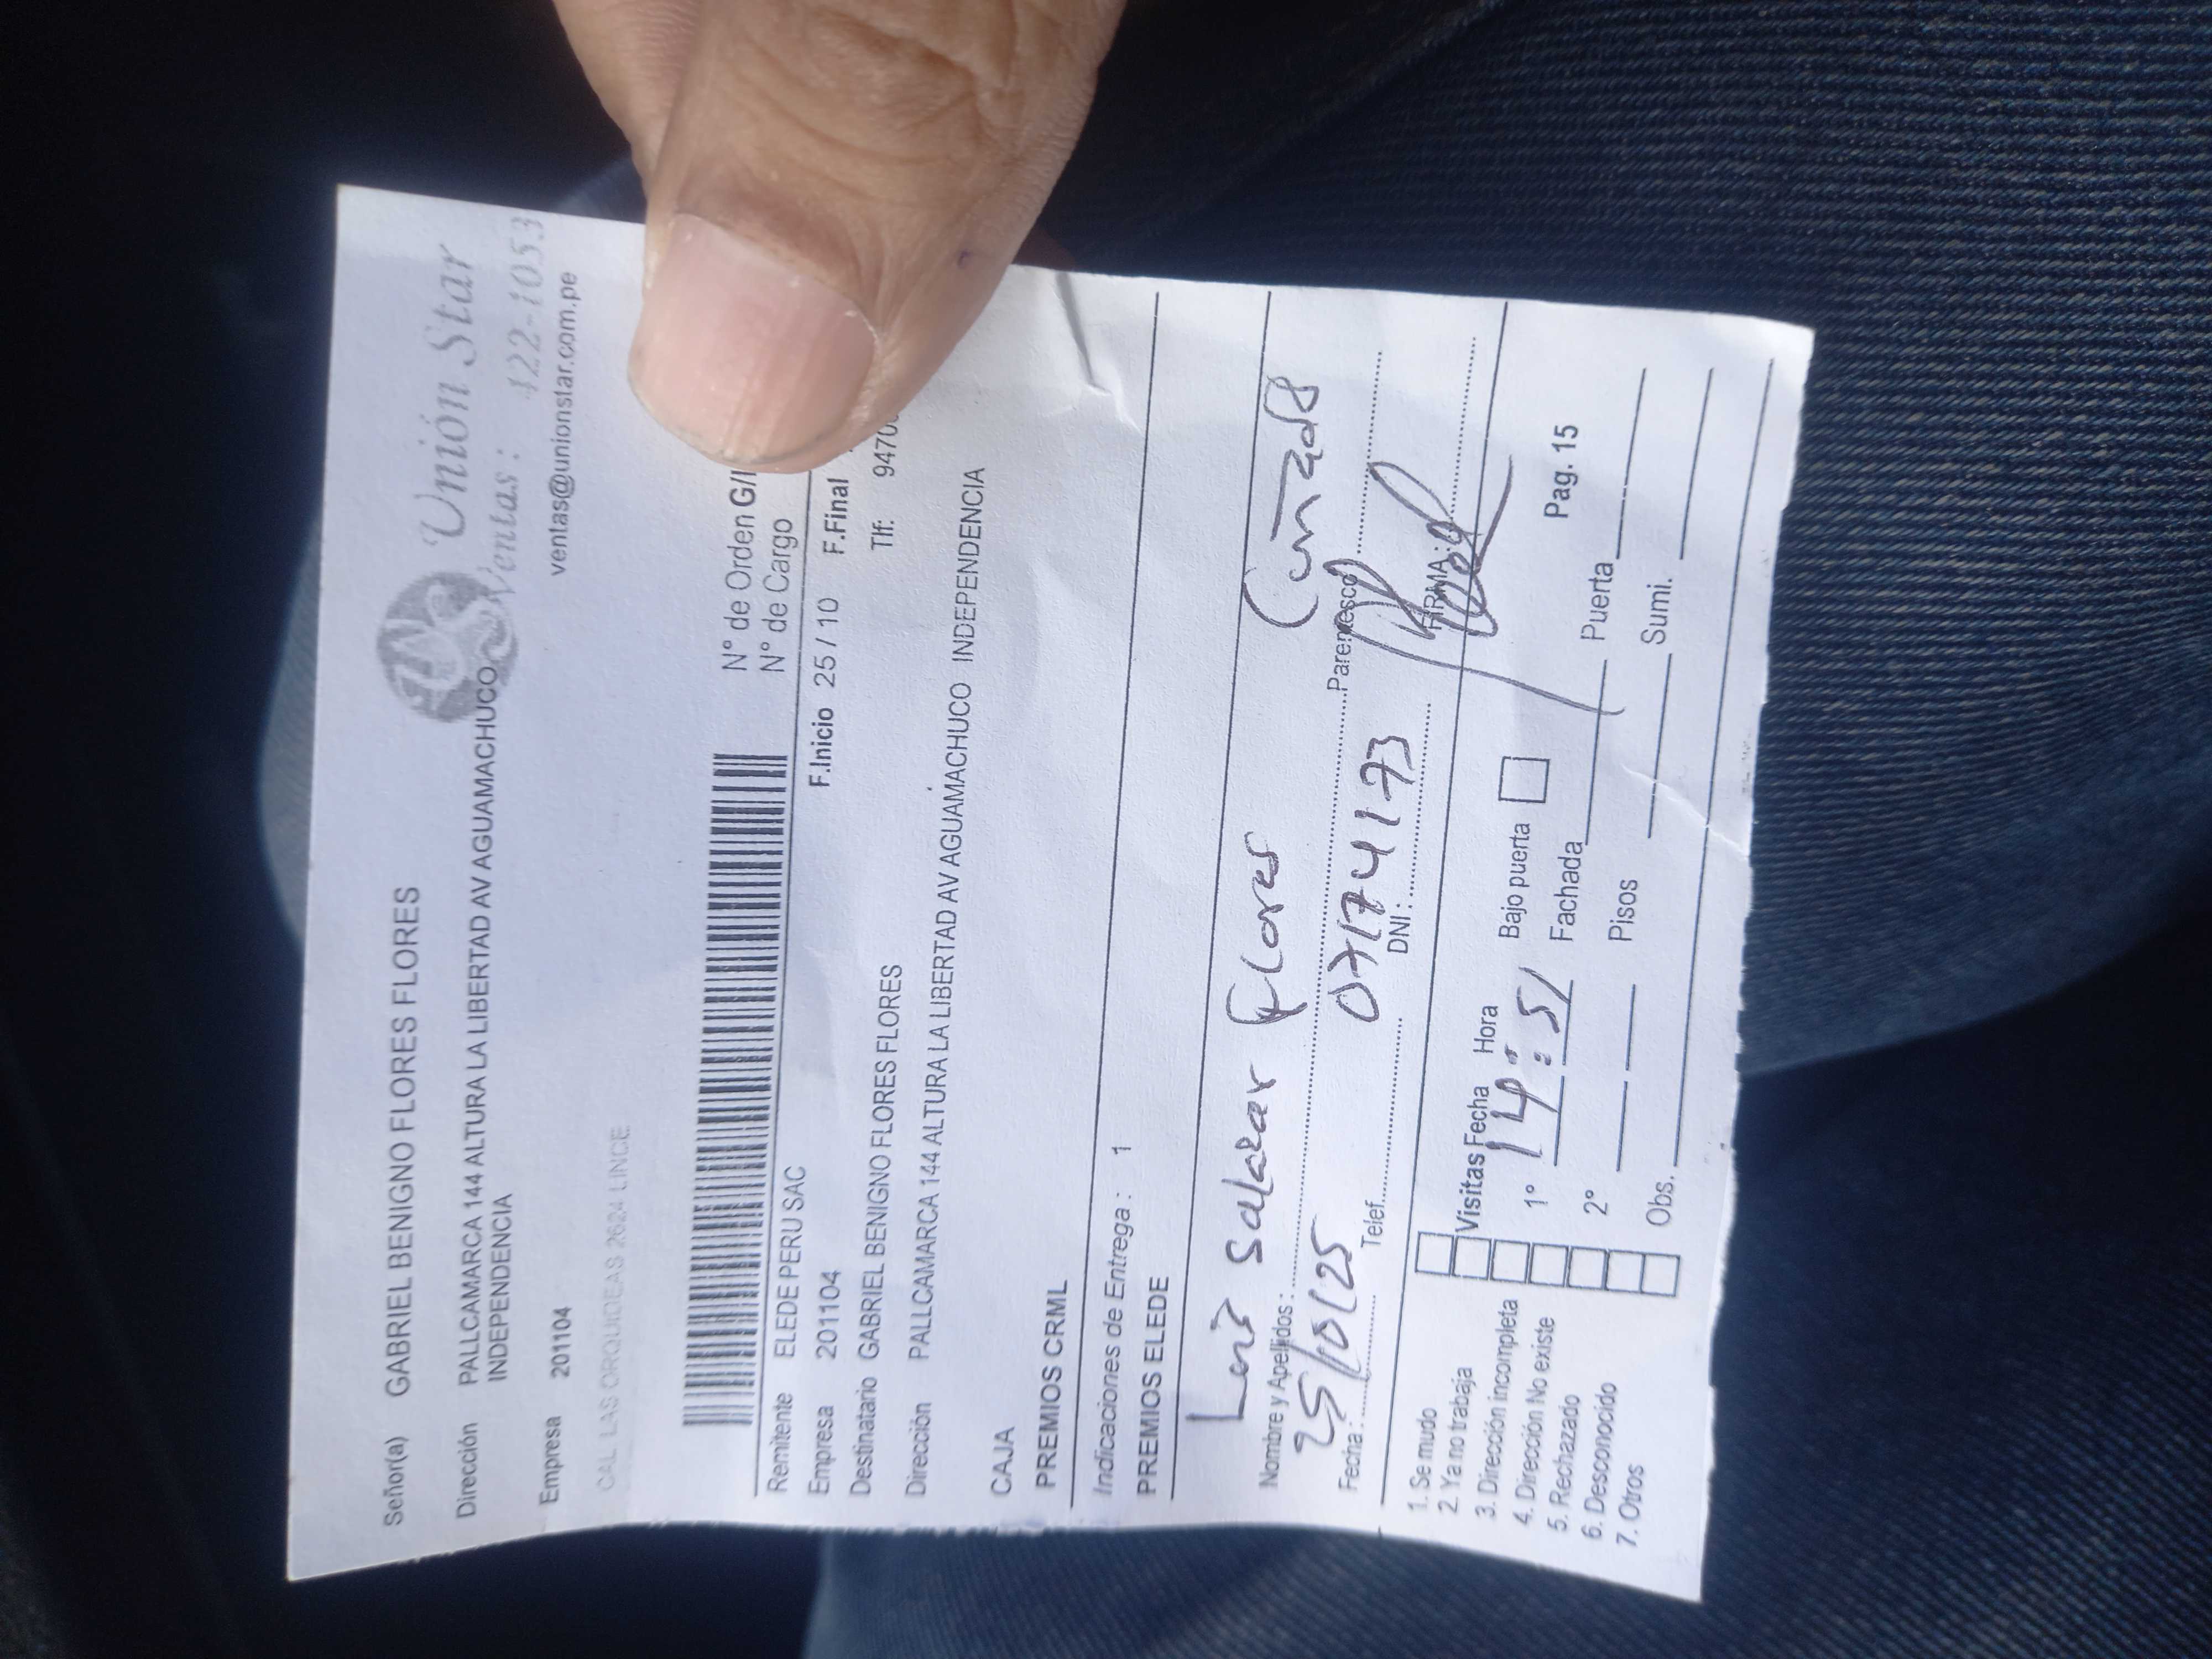 Señor(a) GABRIEL BENIGNO FLORES FLORES
Unión Star
Ventas : 422-1053
ventas@unionstar.com.pe
Dirección PALLCAMARCA 144 ALTURA LA LIBERTAD AV AGUAMACHUCO
INDEPENDENCIA
Empresa 201104
CAL LAS ORQUIDEAS 2624 LINCE
N° de Orden G/
N° de Cargo
Remitente ELEDE PERU SAC
F.Inicio 25 / 10 F.Final
Empresa 201104
Tlf: 9470
Destinatario GABRIEL BENIGNO FLORES FLORES
Dirección PALLCAMARCA 144 ALTURA LA LIBERTAD AV AGUAMACHUCO INDEPENDENCIA
CAJA
PREMIOS CRML
Indicaciones de Entrega : 1
PREMIOS ELEDE
Luis Salazar Flores Cuñado
Nombre y Apellidos : Parentesco
25/10/25 07174193
Fecha : Telef. DNI : FIRMA
1. Se mudo
2. Ya no trabaja
3. Dirección incompleta
4. Dirección No existe
5. Rechazado
6. Desconocido
7. Otros
Visitas Fecha Hora
1° 14:51 Bajo puerta
Pag. 15
2° Fachada Puerta
Pisos Sumi.
Obs.